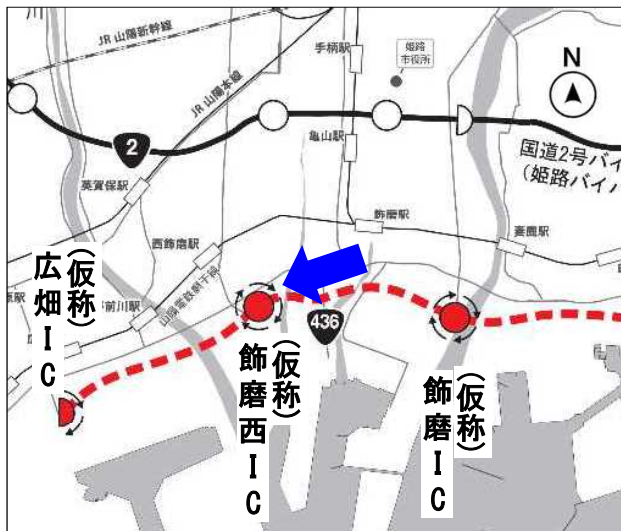 川
JR山陽新幹線
JR山陽本線
手柄駅
姫路
市役所
N
2
亀山駅
国道2号バイ
(姫路バイパ
英賀保駅
飾磨駅
妻鹿駅
西飾磨駅
山陽電鉄網干線
(仮称)
広畑IC
436
(仮称)
飾磨西IC
(仮称)
飾磨IC